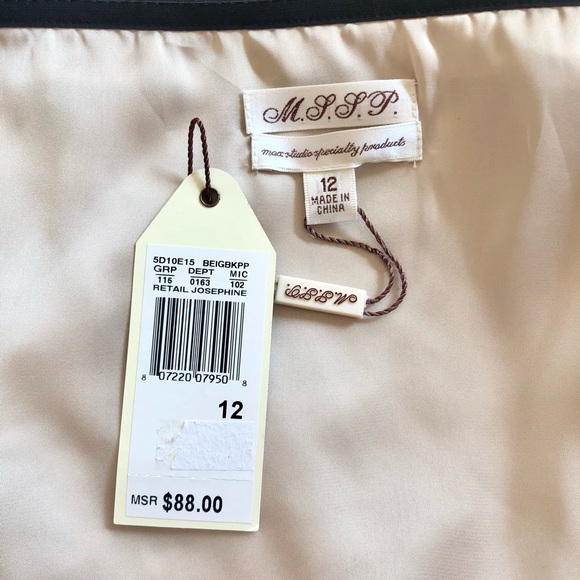 M.S.S.P.
max studio specialty products
12
MADE IN
CHINA
M.S.S.P.
5D10E15 BEIGBKPP
GRP DEPT MIC
115 0163 102
RETAIL JOSEPHINE
8 07220 07950 8
12
MSR $88.00